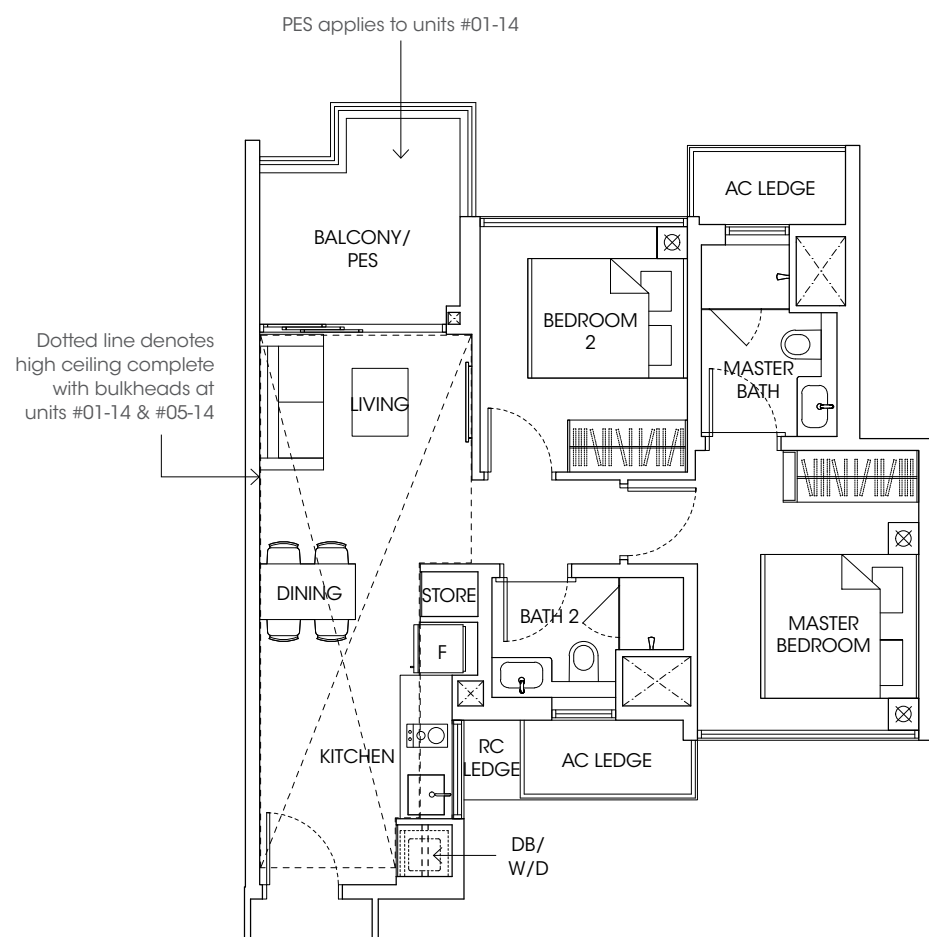 PES applies to units #01-14
AC LEDGE
BALCONY/
PES
BEDROOM
2
Dotted line denotes
high ceiling complete
with bulkheads at
units #01-14 & #05-14
MASTER
BATH
LIVING
DINING
STORE
BATH 2
MASTER
BEDROOM
F
KITCHEN
RC
LEDGE
AC LEDGE
DB/
W/D